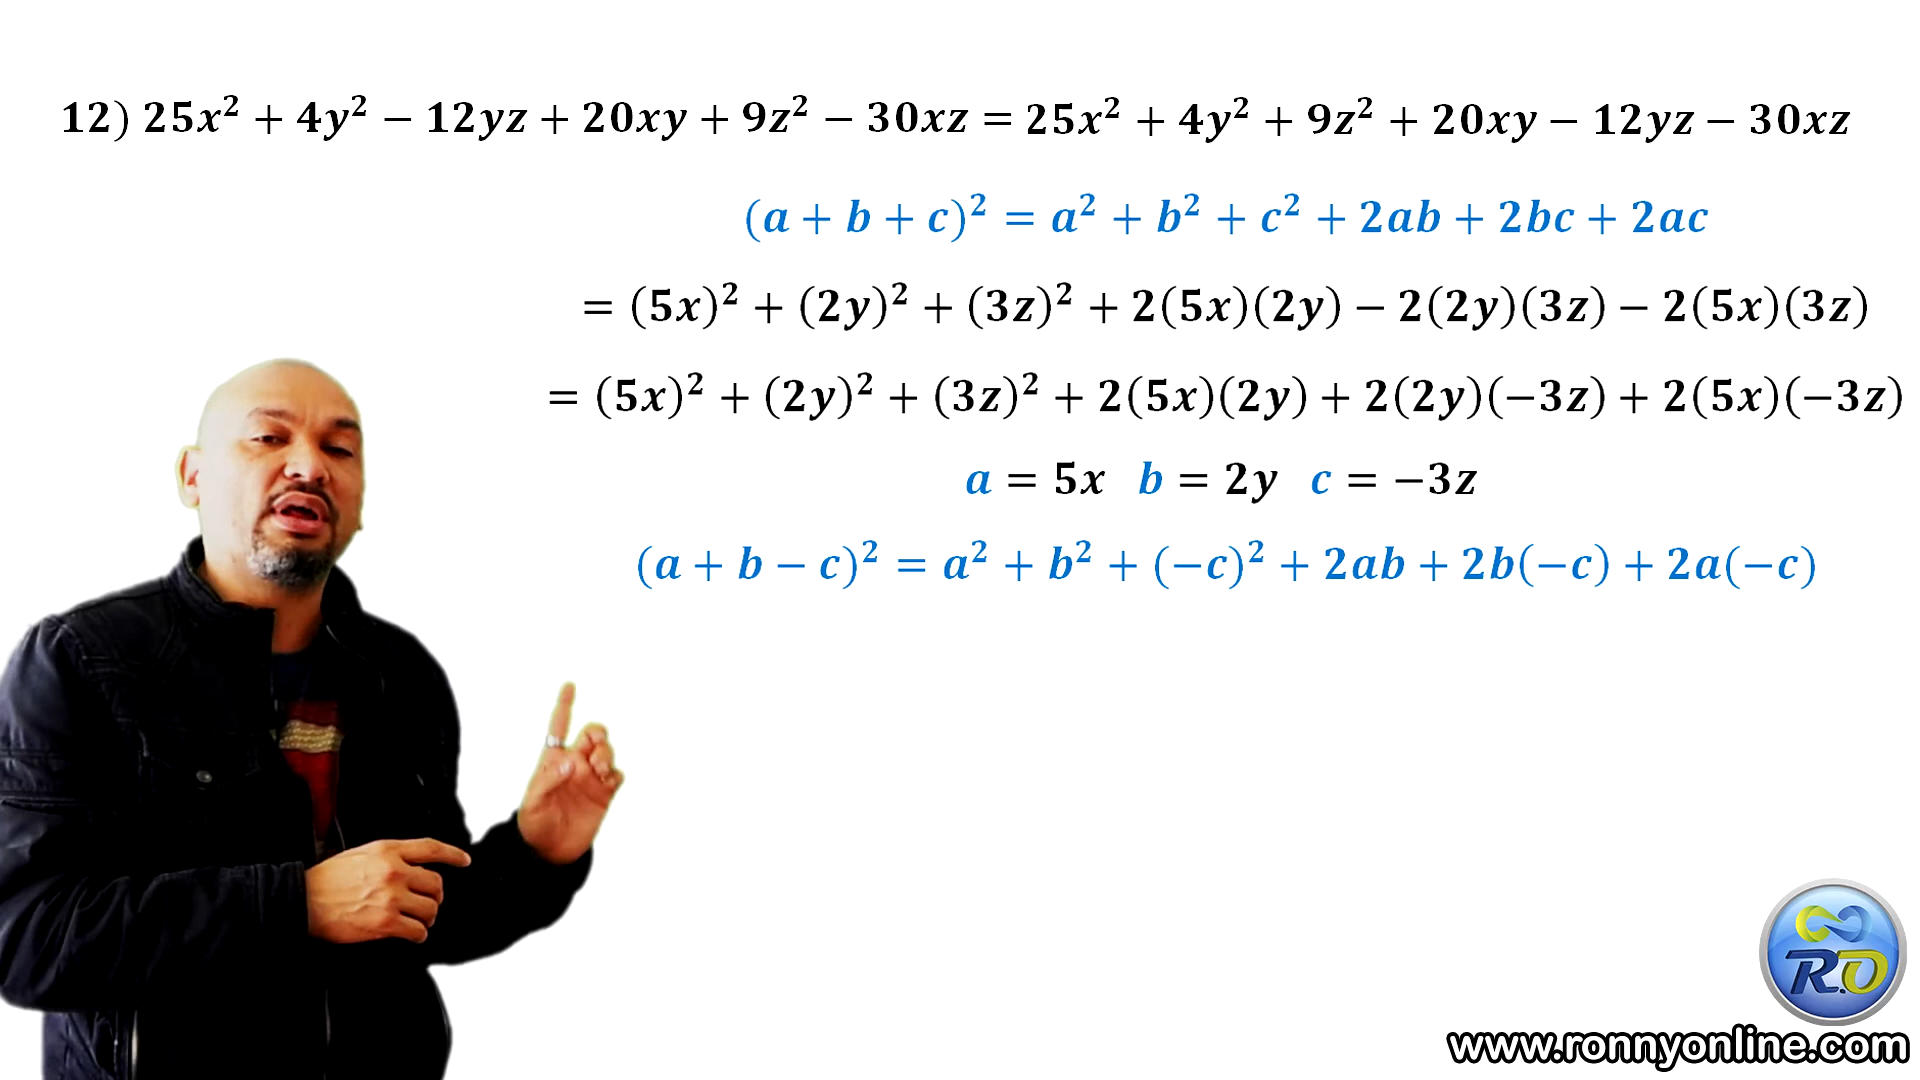 12) 25x² + 4y² − 12yz + 20xy + 9z² − 30xz = 25x² + 4y² + 9z² + 20xy − 12yz − 30xz
(a + b + c)² = a² + b² + c² + 2ab + 2bc + 2ac
= (5x)² + (2y)² + (3z)² + 2(5x)(2y) − 2(2y)(3z) − 2(5x)(3z)
= (5x)² + (2y)² + (3z)² + 2(5x)(2y) + 2(2y)(−3z) + 2(5x)(−3z)
a = 5x b = 2y c = −3z
(a + b − c)² = a² + b² + (−c)² + 2ab + 2b(−c) + 2a(−c)
R.O
www.ronnyonline.com